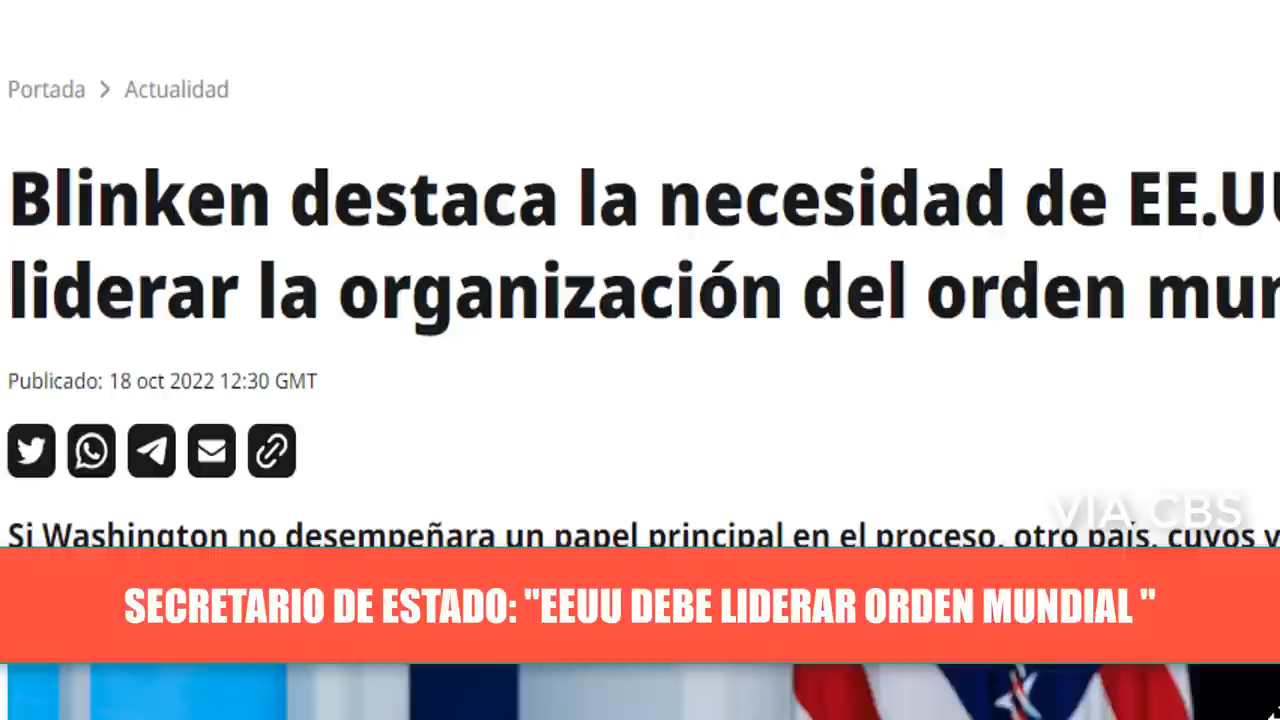 Portada > Actualidad
Blinken destaca la necesidad de EE.UU
liderar la organización del orden mun
Publicado: 18 oct 2022 12:30 GMT
VIA CBS
Si Washington no desempeñara un papel principal en el proceso, otro país, cuyos v
SECRETARIO DE ESTADO: "EEUU DEBE LIDERAR ORDEN MUNDIAL "